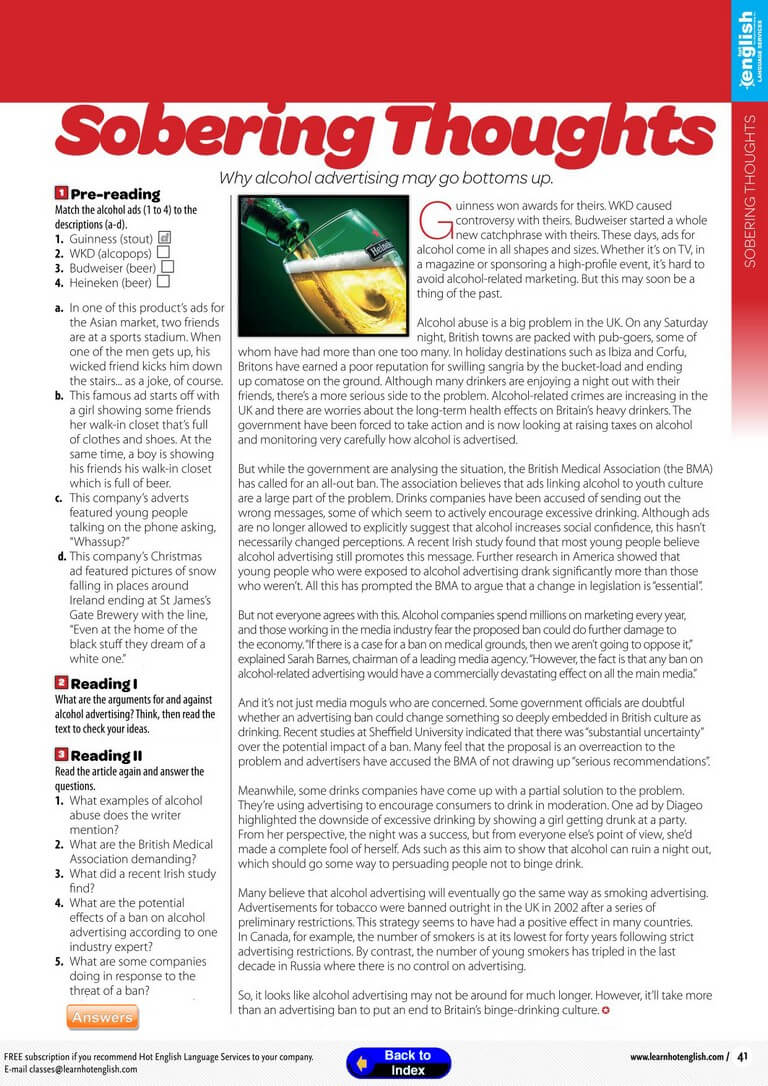 hot
english
LANGUAGE SERVICES
SOBERING THOUGHTS
Sobering Thoughts
Why alcohol advertising may go bottoms up.
1 Pre-reading
Match the alcohol ads (1 to 4) to the
descriptions (a-d).
1. Guinness (stout) d
2. WKD (alcopops)
3. Budweiser (beer)
4. Heineken (beer)
a. In one of this product's ads for
the Asian market, two friends
are at a sports stadium. When
one of the men gets up, his
wicked friend kicks him down
the stairs... as a joke, of course.
b. This famous ad starts off with
a girl showing some friends
her walk-in closet that's full
of clothes and shoes. At the
same time, a boy is showing
his friends his walk-in closet
which is full of beer.
c. This company's adverts
featured young people
talking on the phone asking,
"Whassup?"
d. This company's Christmas
ad featured pictures of snow
falling in places around
Ireland ending at St James's
Gate Brewery with the line,
"Even at the home of the
black stuff they dream of a
white one."
2 Reading I
What are the arguments for and against
alcohol advertising? Think, then read the
text to check your ideas.
3 Reading II
Read the article again and answer the
questions.
1. What examples of alcohol
abuse does the writer
mention?
2. What are the British Medical
Association demanding?
3. What did a recent Irish study
find?
4. What are the potential
effects of a ban on alcohol
advertising according to one
industry expert?
5. What are some companies
doing in response to the
threat of a ban?
Answers
Heineken
Guinness won awards for theirs. WKD caused
controversy with theirs. Budweiser started a whole
new catchphrase with theirs. These days, ads for
alcohol come in all shapes and sizes. Whether it's on TV, in
a magazine or sponsoring a high-profile event, it's hard to
avoid alcohol-related marketing. But this may soon be a
thing of the past.
Alcohol abuse is a big problem in the UK. On any Saturday
night, British towns are packed with pub-goers, some of
whom have had more than one too many. In holiday destinations such as Ibiza and Corfu,
Britons have earned a poor reputation for swilling sangria by the bucket-load and ending
up comatose on the ground. Although many drinkers are enjoying a night out with their
friends, there's a more serious side to the problem. Alcohol-related crimes are increasing in the
UK and there are worries about the long-term health effects on Britain's heavy drinkers. The
government have been forced to take action and is now looking at raising taxes on alcohol
and monitoring very carefully how alcohol is advertised.
But while the government are analysing the situation, the British Medical Association (the BMA)
has called for an all-out ban. The association believes that ads linking alcohol to youth culture
are a large part of the problem. Drinks companies have been accused of sending out the
wrong messages, some of which seem to actively encourage excessive drinking. Although ads
are no longer allowed to explicitly suggest that alcohol increases social confidence, this hasn't
necessarily changed perceptions. A recent Irish study found that most young people believe
alcohol advertising still promotes this message. Further research in America showed that
young people who were exposed to alcohol advertising drank significantly more than those
who weren't. All this has prompted the BMA to argue that a change in legislation is "essential".
But not everyone agrees with this. Alcohol companies spend millions on marketing every year,
and those working in the media industry fear the proposed ban could do further damage to
the economy. "If there is a case for a ban on medical grounds, then we aren't going to oppose it,"
explained Sarah Barnes, chairman of a leading media agency. "However, the fact is that any ban on
alcohol-related advertising would have a commercially devastating effect on all the main media."
And it's not just media moguls who are concerned. Some government officials are doubtful
whether an advertising ban could change something so deeply embedded in British culture as
drinking. Recent studies at Sheffield University indicated that there was "substantial uncertainty"
over the potential impact of a ban. Many feel that the proposal is an overreaction to the
problem and advertisers have accused the BMA of not drawing up "serious recommendations".
Meanwhile, some drinks companies have come up with a partial solution to the problem.
They're using advertising to encourage consumers to drink in moderation. One ad by Diageo
highlighted the downside of excessive drinking by showing a girl getting drunk at a party.
From her perspective, the night was a success, but from everyone else's point of view, she'd
made a complete fool of herself. Ads such as this aim to show that alcohol can ruin a night out,
which should go some way to persuading people not to binge drink.
Many believe that alcohol advertising will eventually go the same way as smoking advertising.
Advertisements for tobacco were banned outright in the UK in 2002 after a series of
preliminary restrictions. This strategy seems to have had a positive effect in many countries.
In Canada, for example, the number of smokers is at its lowest for forty years following strict
advertising restrictions. By contrast, the number of young smokers has tripled in the last
decade in Russia where there is no control on advertising.
So, it looks like alcohol advertising may not be around for much longer. However, it'll take more
than an advertising ban to put an end to Britain's binge-drinking culture.
FREE subscription if you recommend Hot English Language Services to your company.
E-mail classes@learnhotenglish.com
Back to
Index
www.learnhotenglish.com / 41